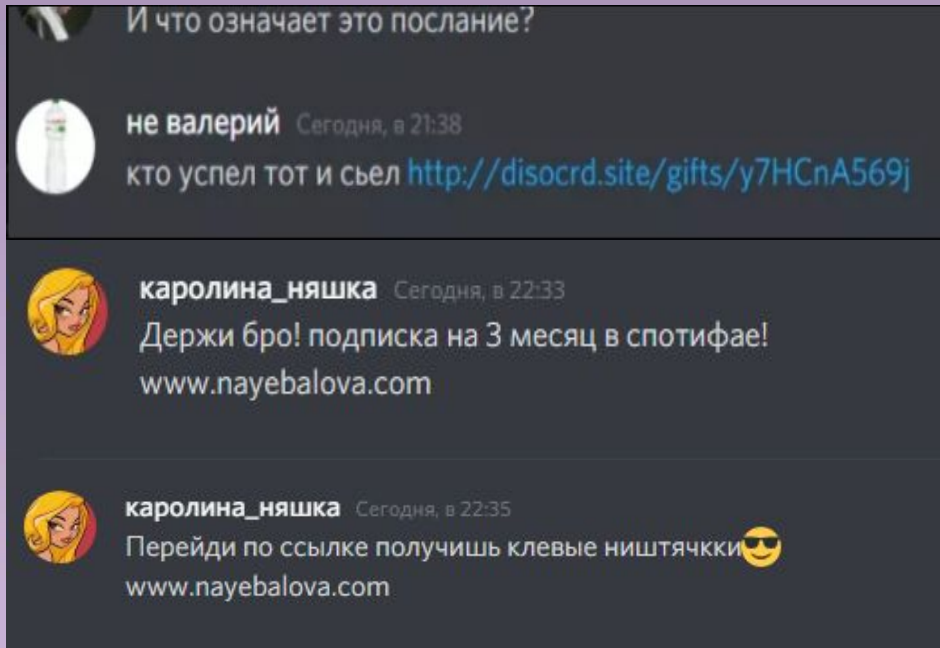 И что означает это послание?
не валерий Сегодня, в 21:38
кто успел тот и сьел http://disocrd.site/gifts/y7HCnA569j
каролина_няшка Сегодня, в 22:33
Держи бро! подписка на 3 месяц в спотифае!
www.nayebalova.com
каролина_няшка Сегодня, в 22:35
Перейди по ссылке получишь клевые ништячкки😎
www.nayebalova.com